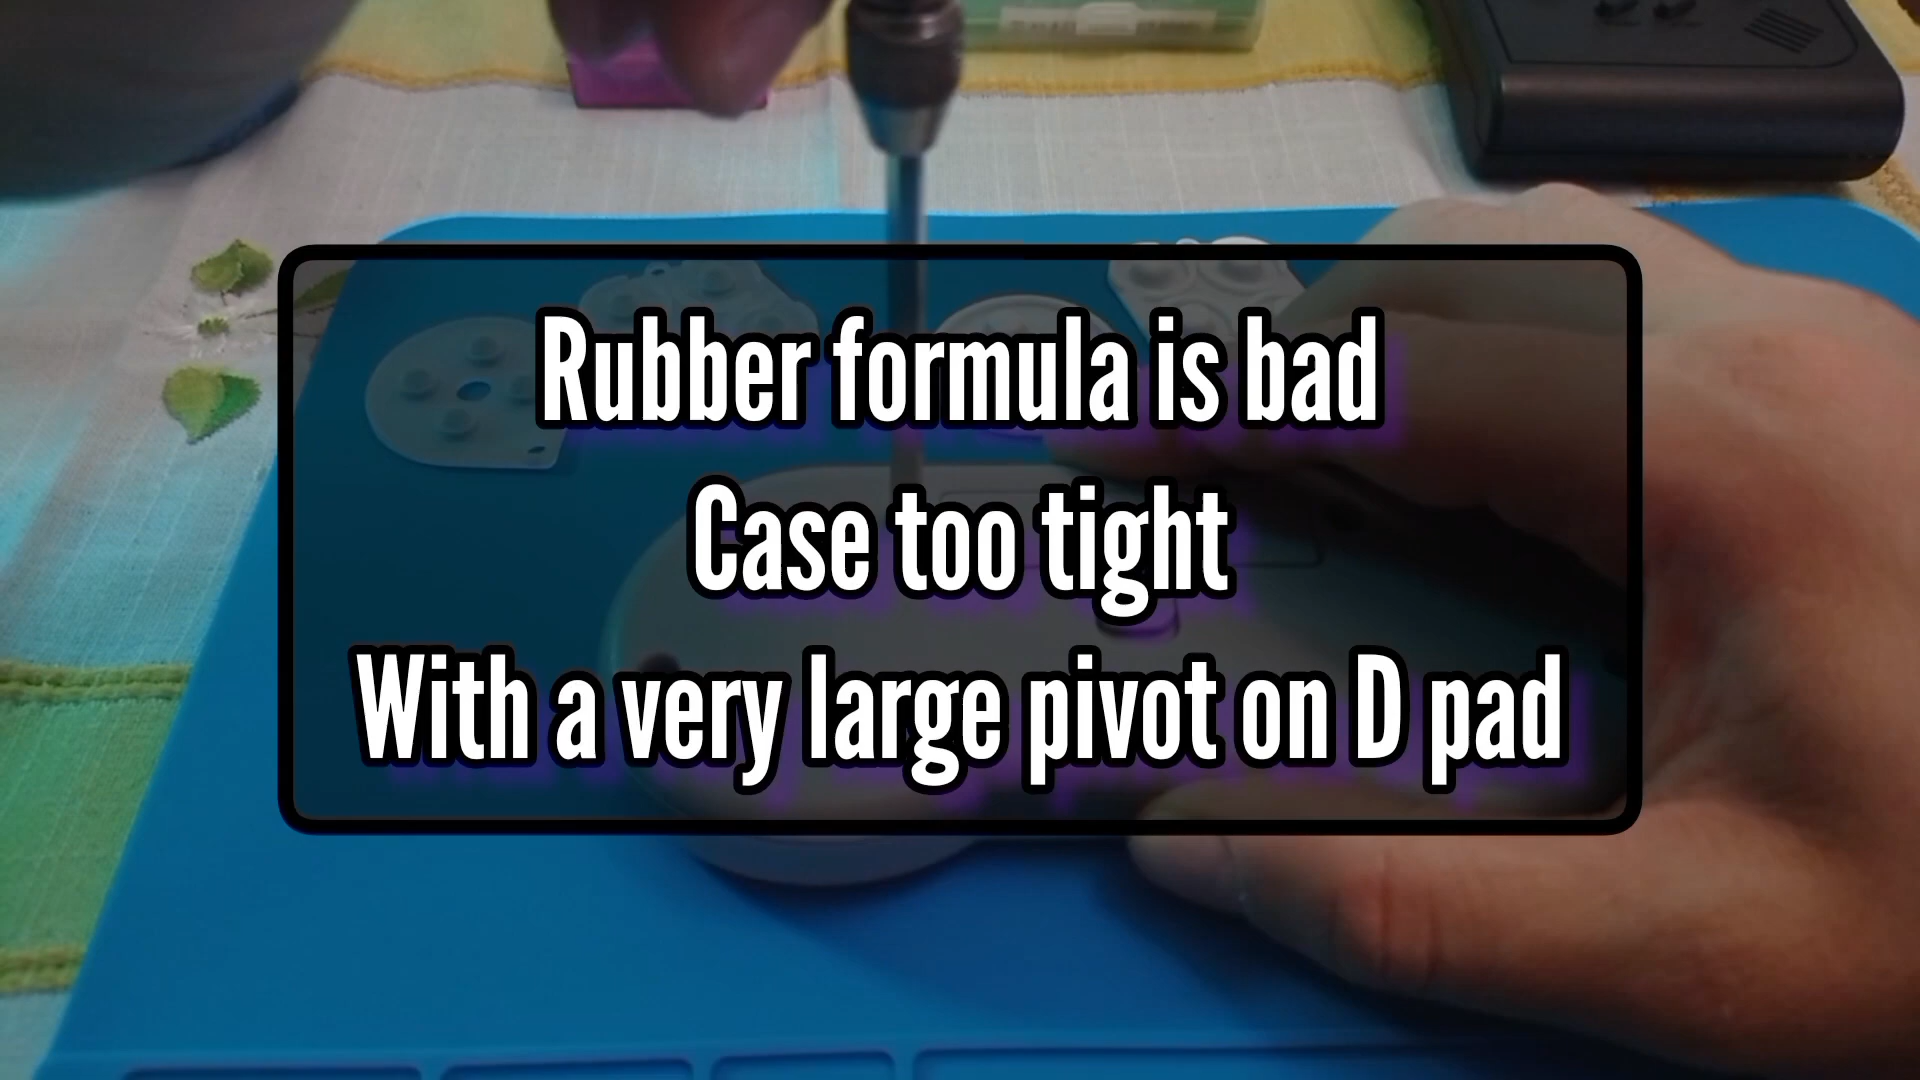 Rubber formula is bad
Case too tight
With a very large pivot on D pad